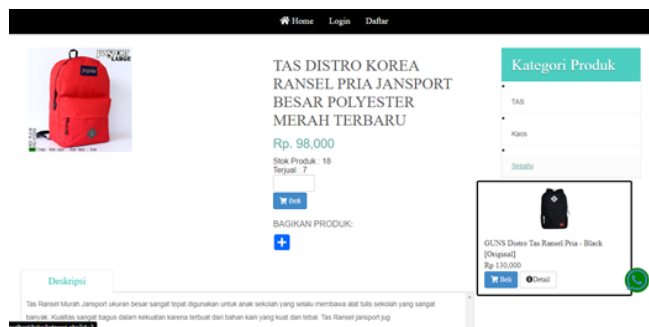 Home Login Daftar
JANSPORT
LARGE
TAS DISTRO KOREA
RANSEL PRIA JANSPORT
BESAR POLYESTER
MERAH TERBARU
Rp. 98,000
Stok Produk : 18
Terjual : 7
Beli
BAGIKAN PRODUK:
Kategori Produk
TAS
Kaos
Sepatu
GUNS Distro Tas Ransel Pria - Black
[Original]
Rp 130,000
Beli Detail
Deskripsi
Tas Ransel Murah Jansport ukuran besar sangat tepat digunakan untuk anak sekolah yang selalu membawa alat tulis sekolah yang sangat
banyak. Kualitas sangat bagus dalam kekuatan karena terbuat dari bahan kain yang kuat dan tebal. Tas Ransel jansport jug